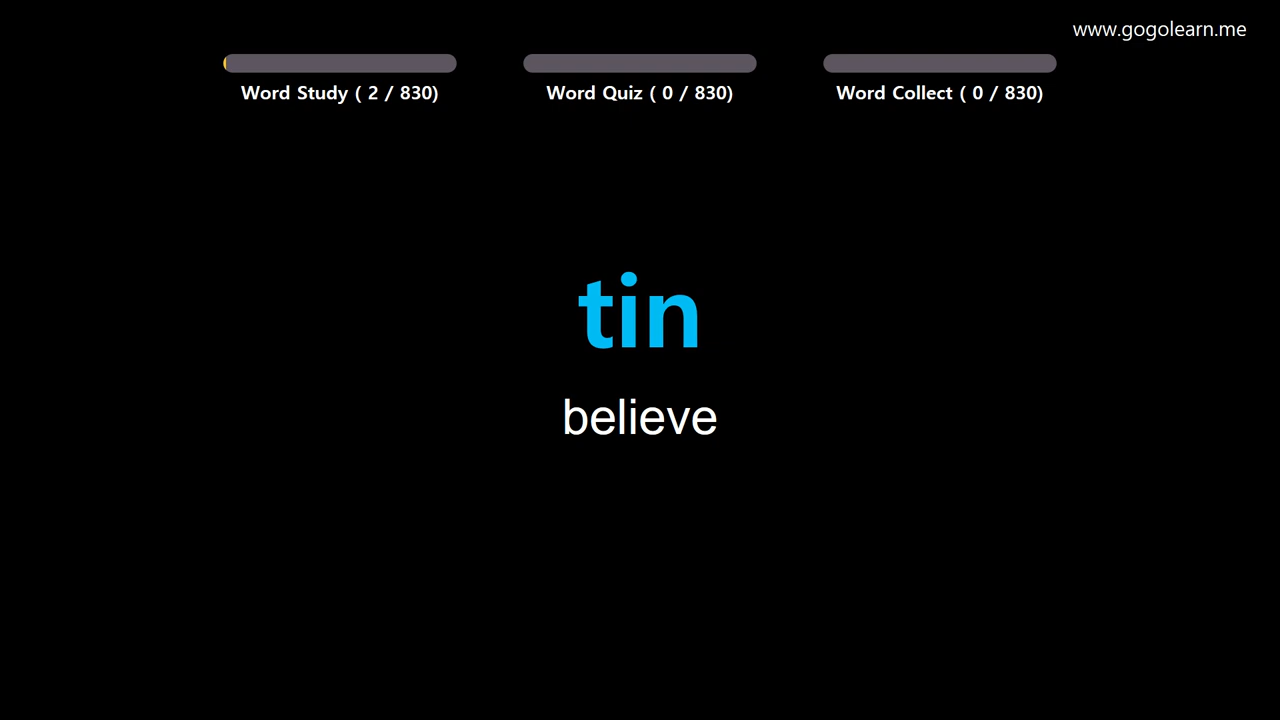 www.gogolearn.me
Word Study ( 2 / 830)
Word Quiz ( 0 / 830)
Word Collect ( 0 / 830)
tin
believe